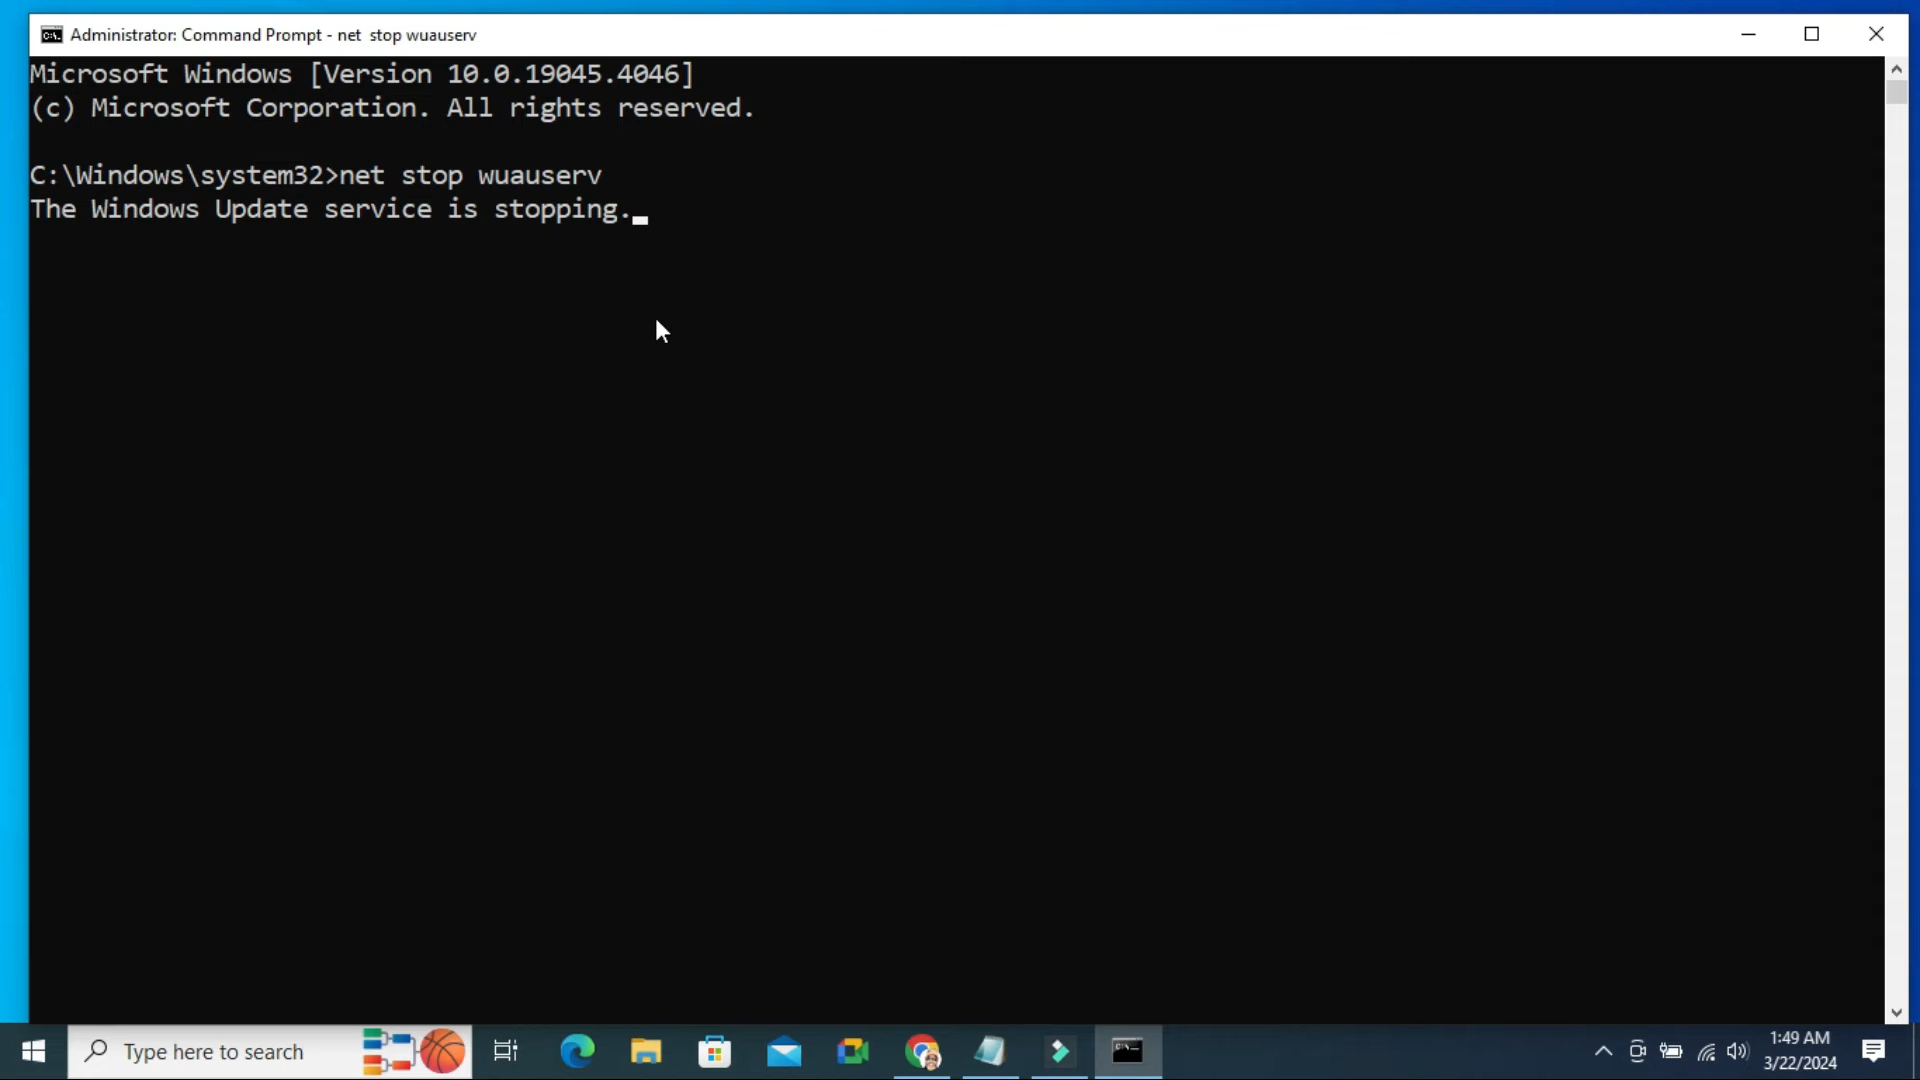 Administrator: Command Prompt - net  stop wuauserv
Microsoft Windows [Version 10.0.19045.4046]
(c) Microsoft Corporation. All rights reserved.
C:\Windows\system32>net stop wuauserv
The Windows Update service is stopping.
Type here to search
1:49 AM
3/22/2024